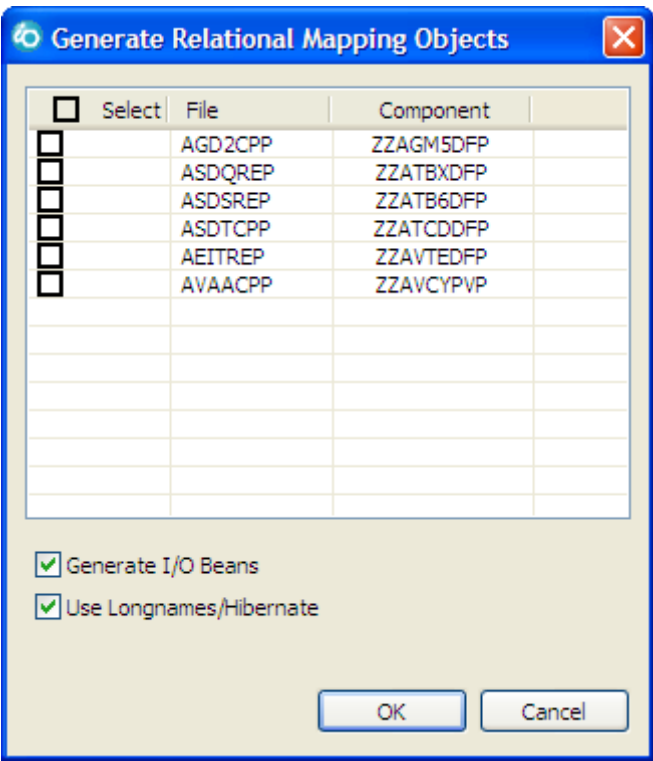 Generate Relational Mapping Objects
Select File Component
AGD2CPP ZZAGM5DFP
ASDQREP ZZATBXDFP
ASDSREP ZZATB6DFP
ASDTCPP ZZATCDDFP
AEITREP ZZAVTEDFP
AVAACPP ZZAVCYPVP
Generate I/O Beans
Use Longnames/Hibernate
OK Cancel